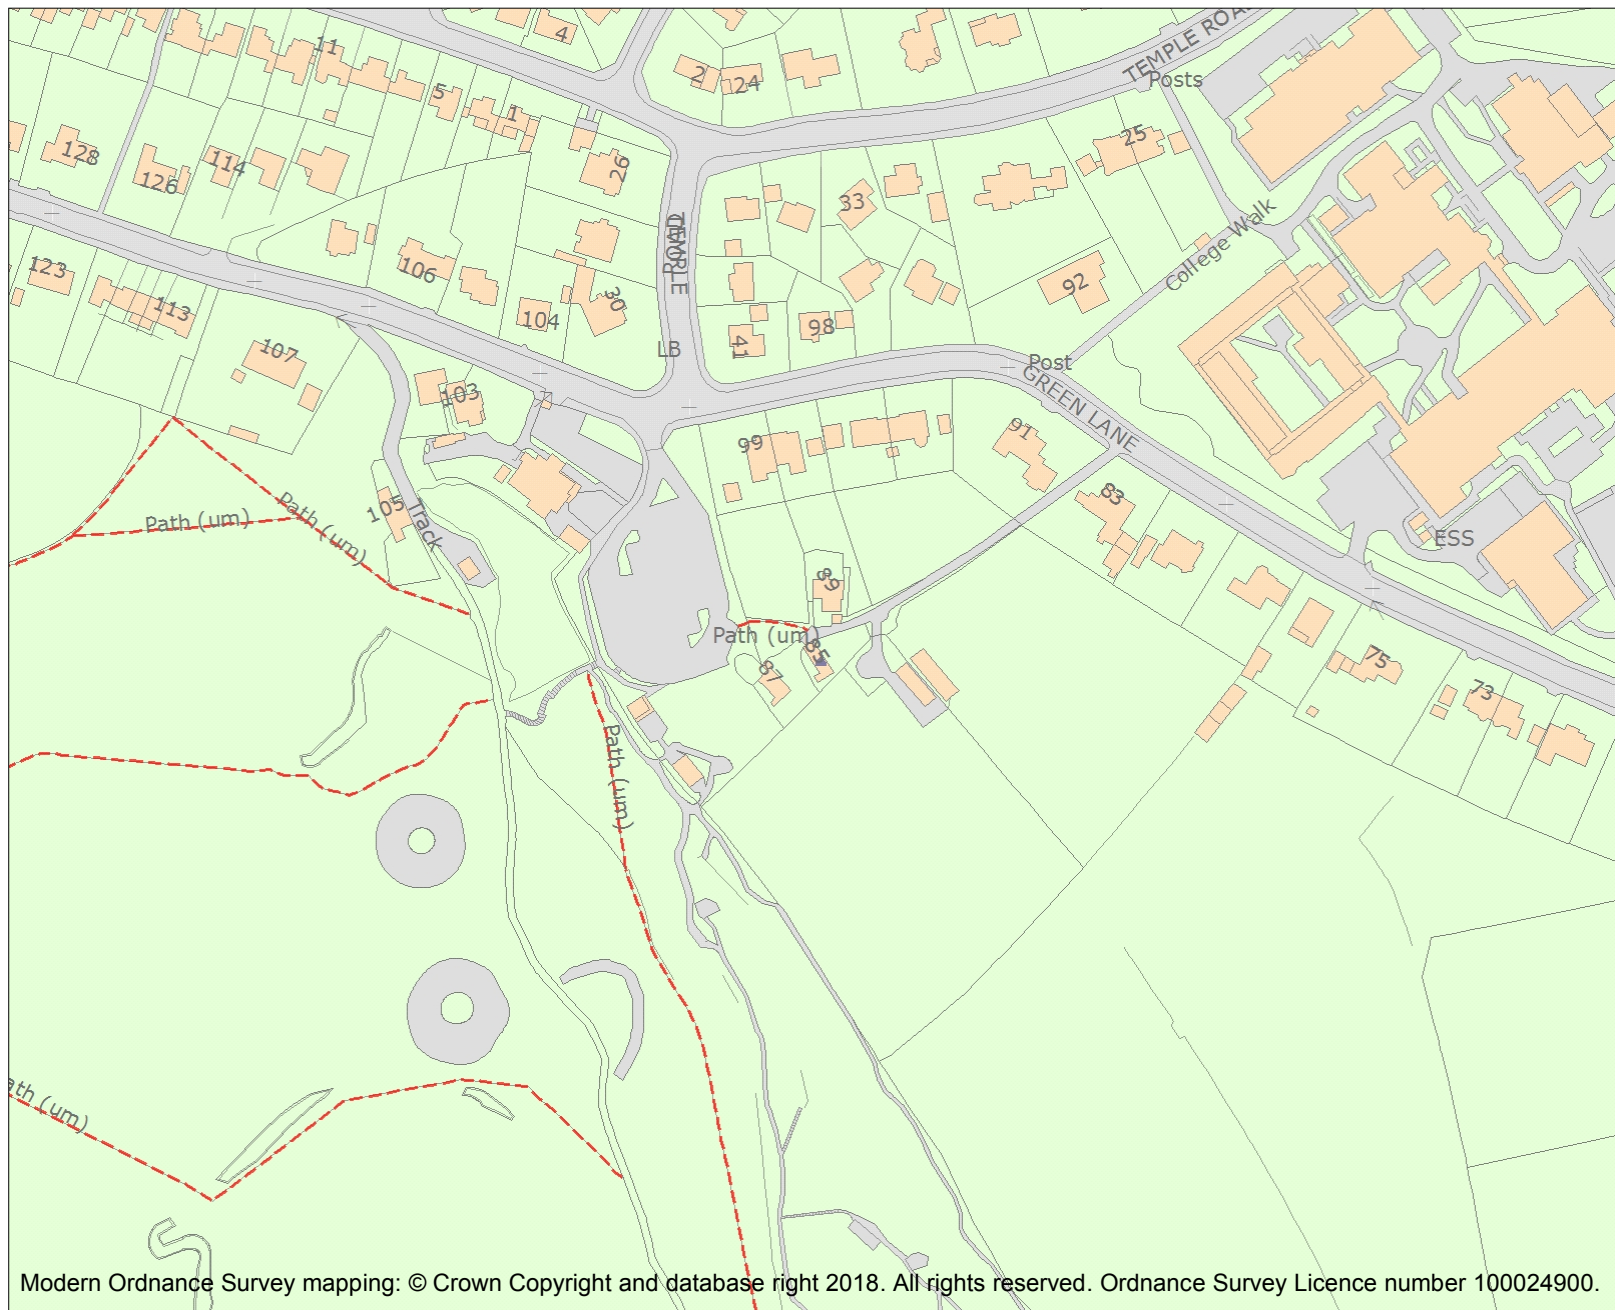 11
4
TEMPLE ROAD
Posts
2
24
5
1
25
128
126
114
26
33
TEMPLE
123
113
106
104
30
92
College Walk
107
103
LB
41
98
Post
GREEN LANE
99
91
83
105
Track
Path (um)
Path (um)
ESS
89
Path (um)
85
87
75
73
Path (um)
ath (um)
Modern Ordnance Survey mapping: © Crown Copyright and database right 2018. All rights reserved. Ordnance Survey Licence number 100024900.